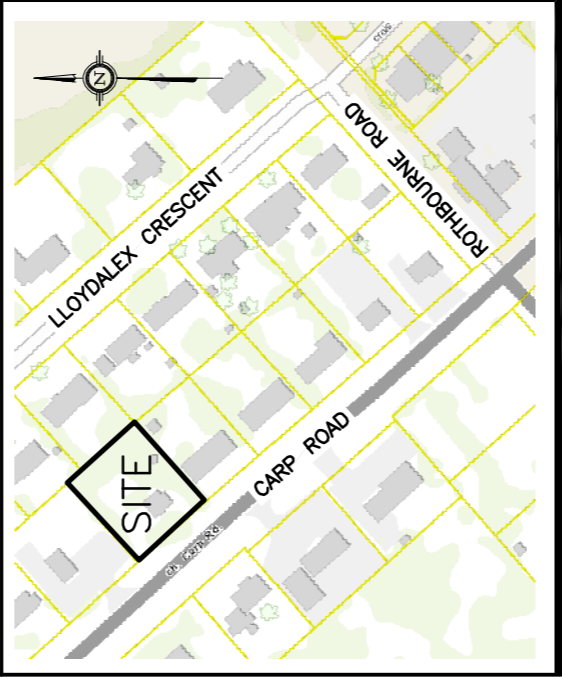 N
LLOYDALEX CRESCENT
ROTHBOURNE ROAD
SITE
CARP ROAD
ch. Carp Rd